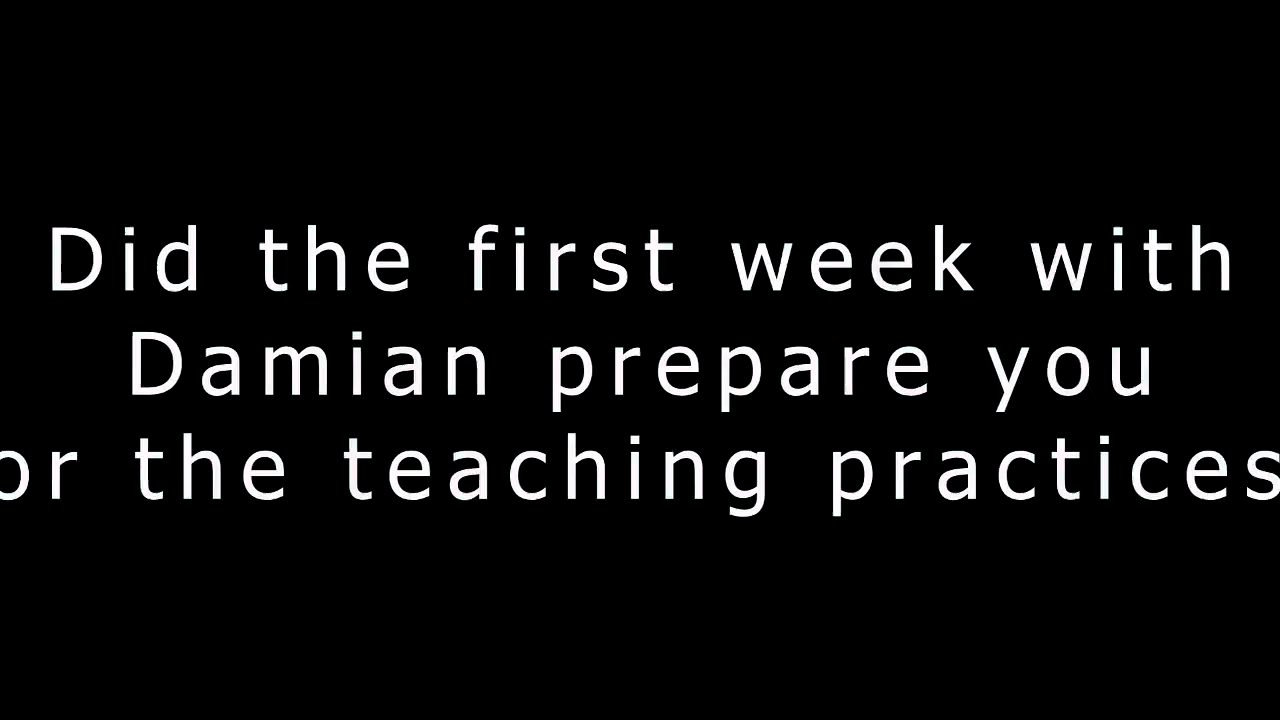 Did the first week with
Damian prepare you
or the teaching practices